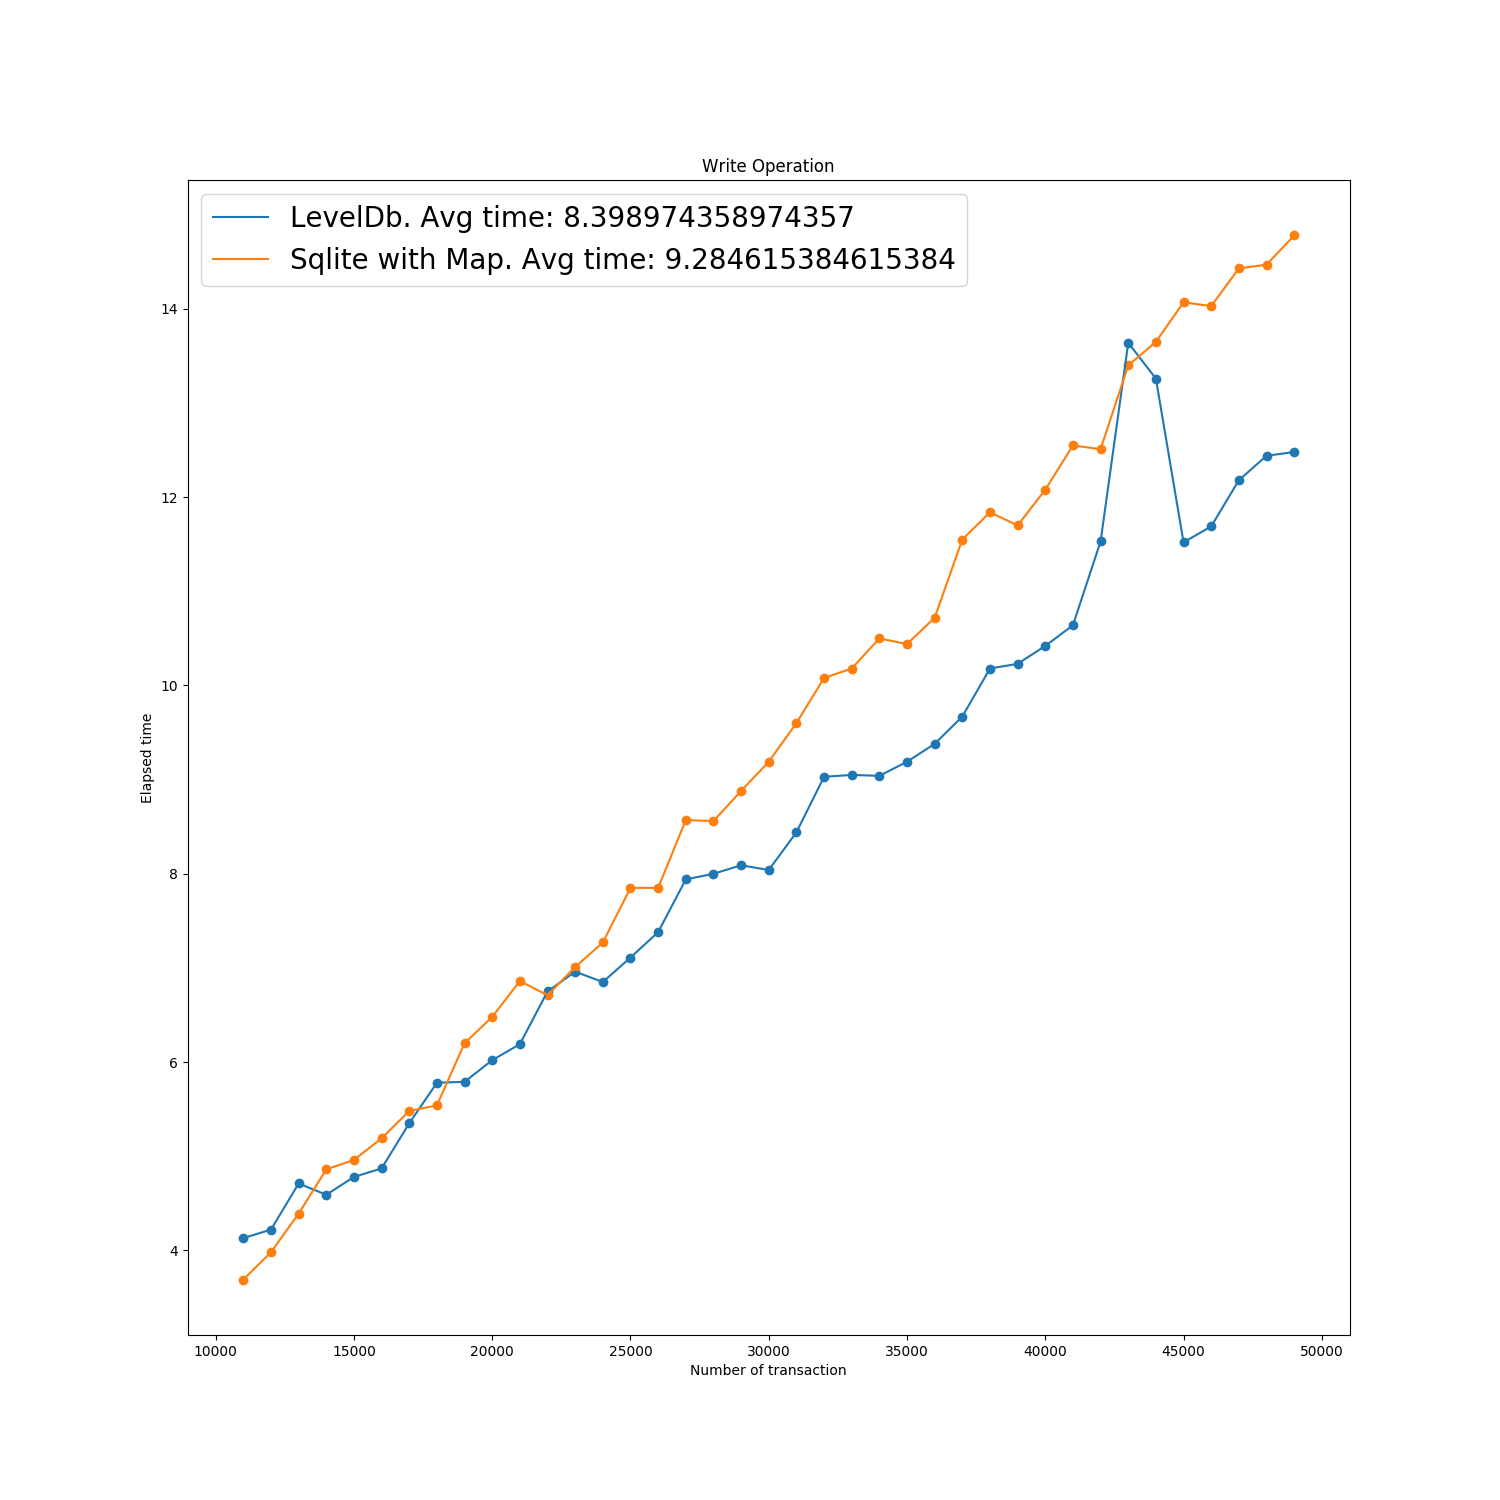 Write Operation
LevelDb. Avg time: 8.398974358974357
Sqlite with Map. Avg time: 9.284615384615384
14
12
10
8
6
4
Elapsed time
10000 15000 20000 25000 30000 35000 40000 45000 50000
Number of transaction